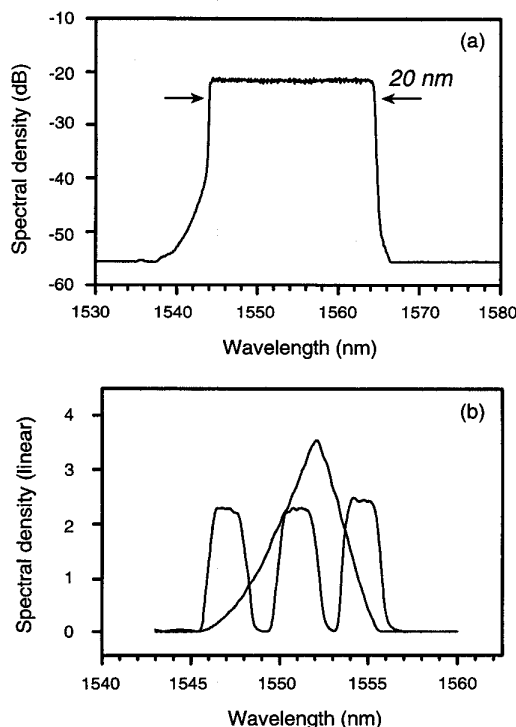 -10
(a)
20 nm
-20
-30
-40
-50
-60
Spectral density (dB)
1530 1540 1550 1560 1570 1580
Wavelength (nm)
(b)
4
3
2
1
0
Spectral density (linear)
1540 1545 1550 1555 1560
Wavelength (nm)